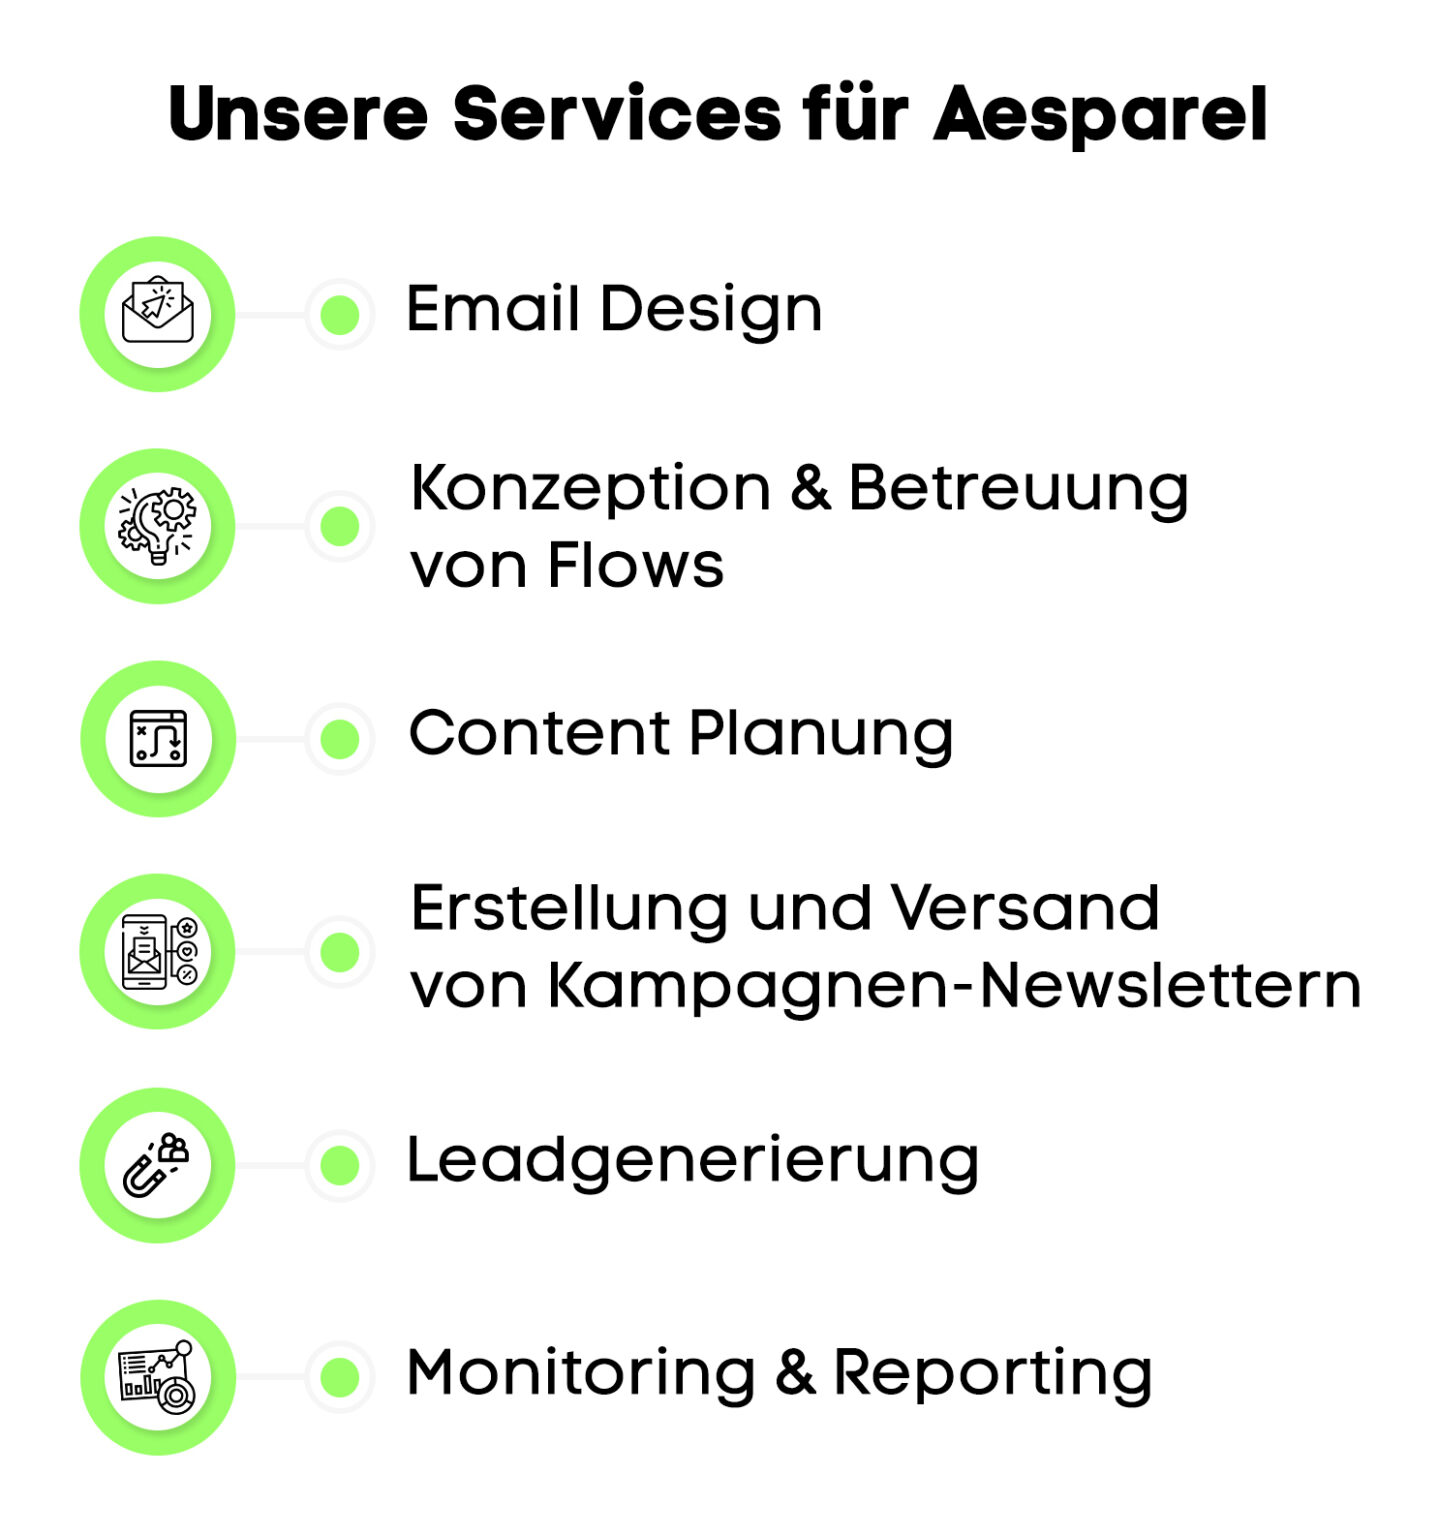 Unsere Services für Aesparel
Email Design
Konzeption & Betreuung
von Flows
Content Planung
Erstellung und Versand
von Kampagnen-Newslettern
Leadgenerierung
Monitoring & Reporting